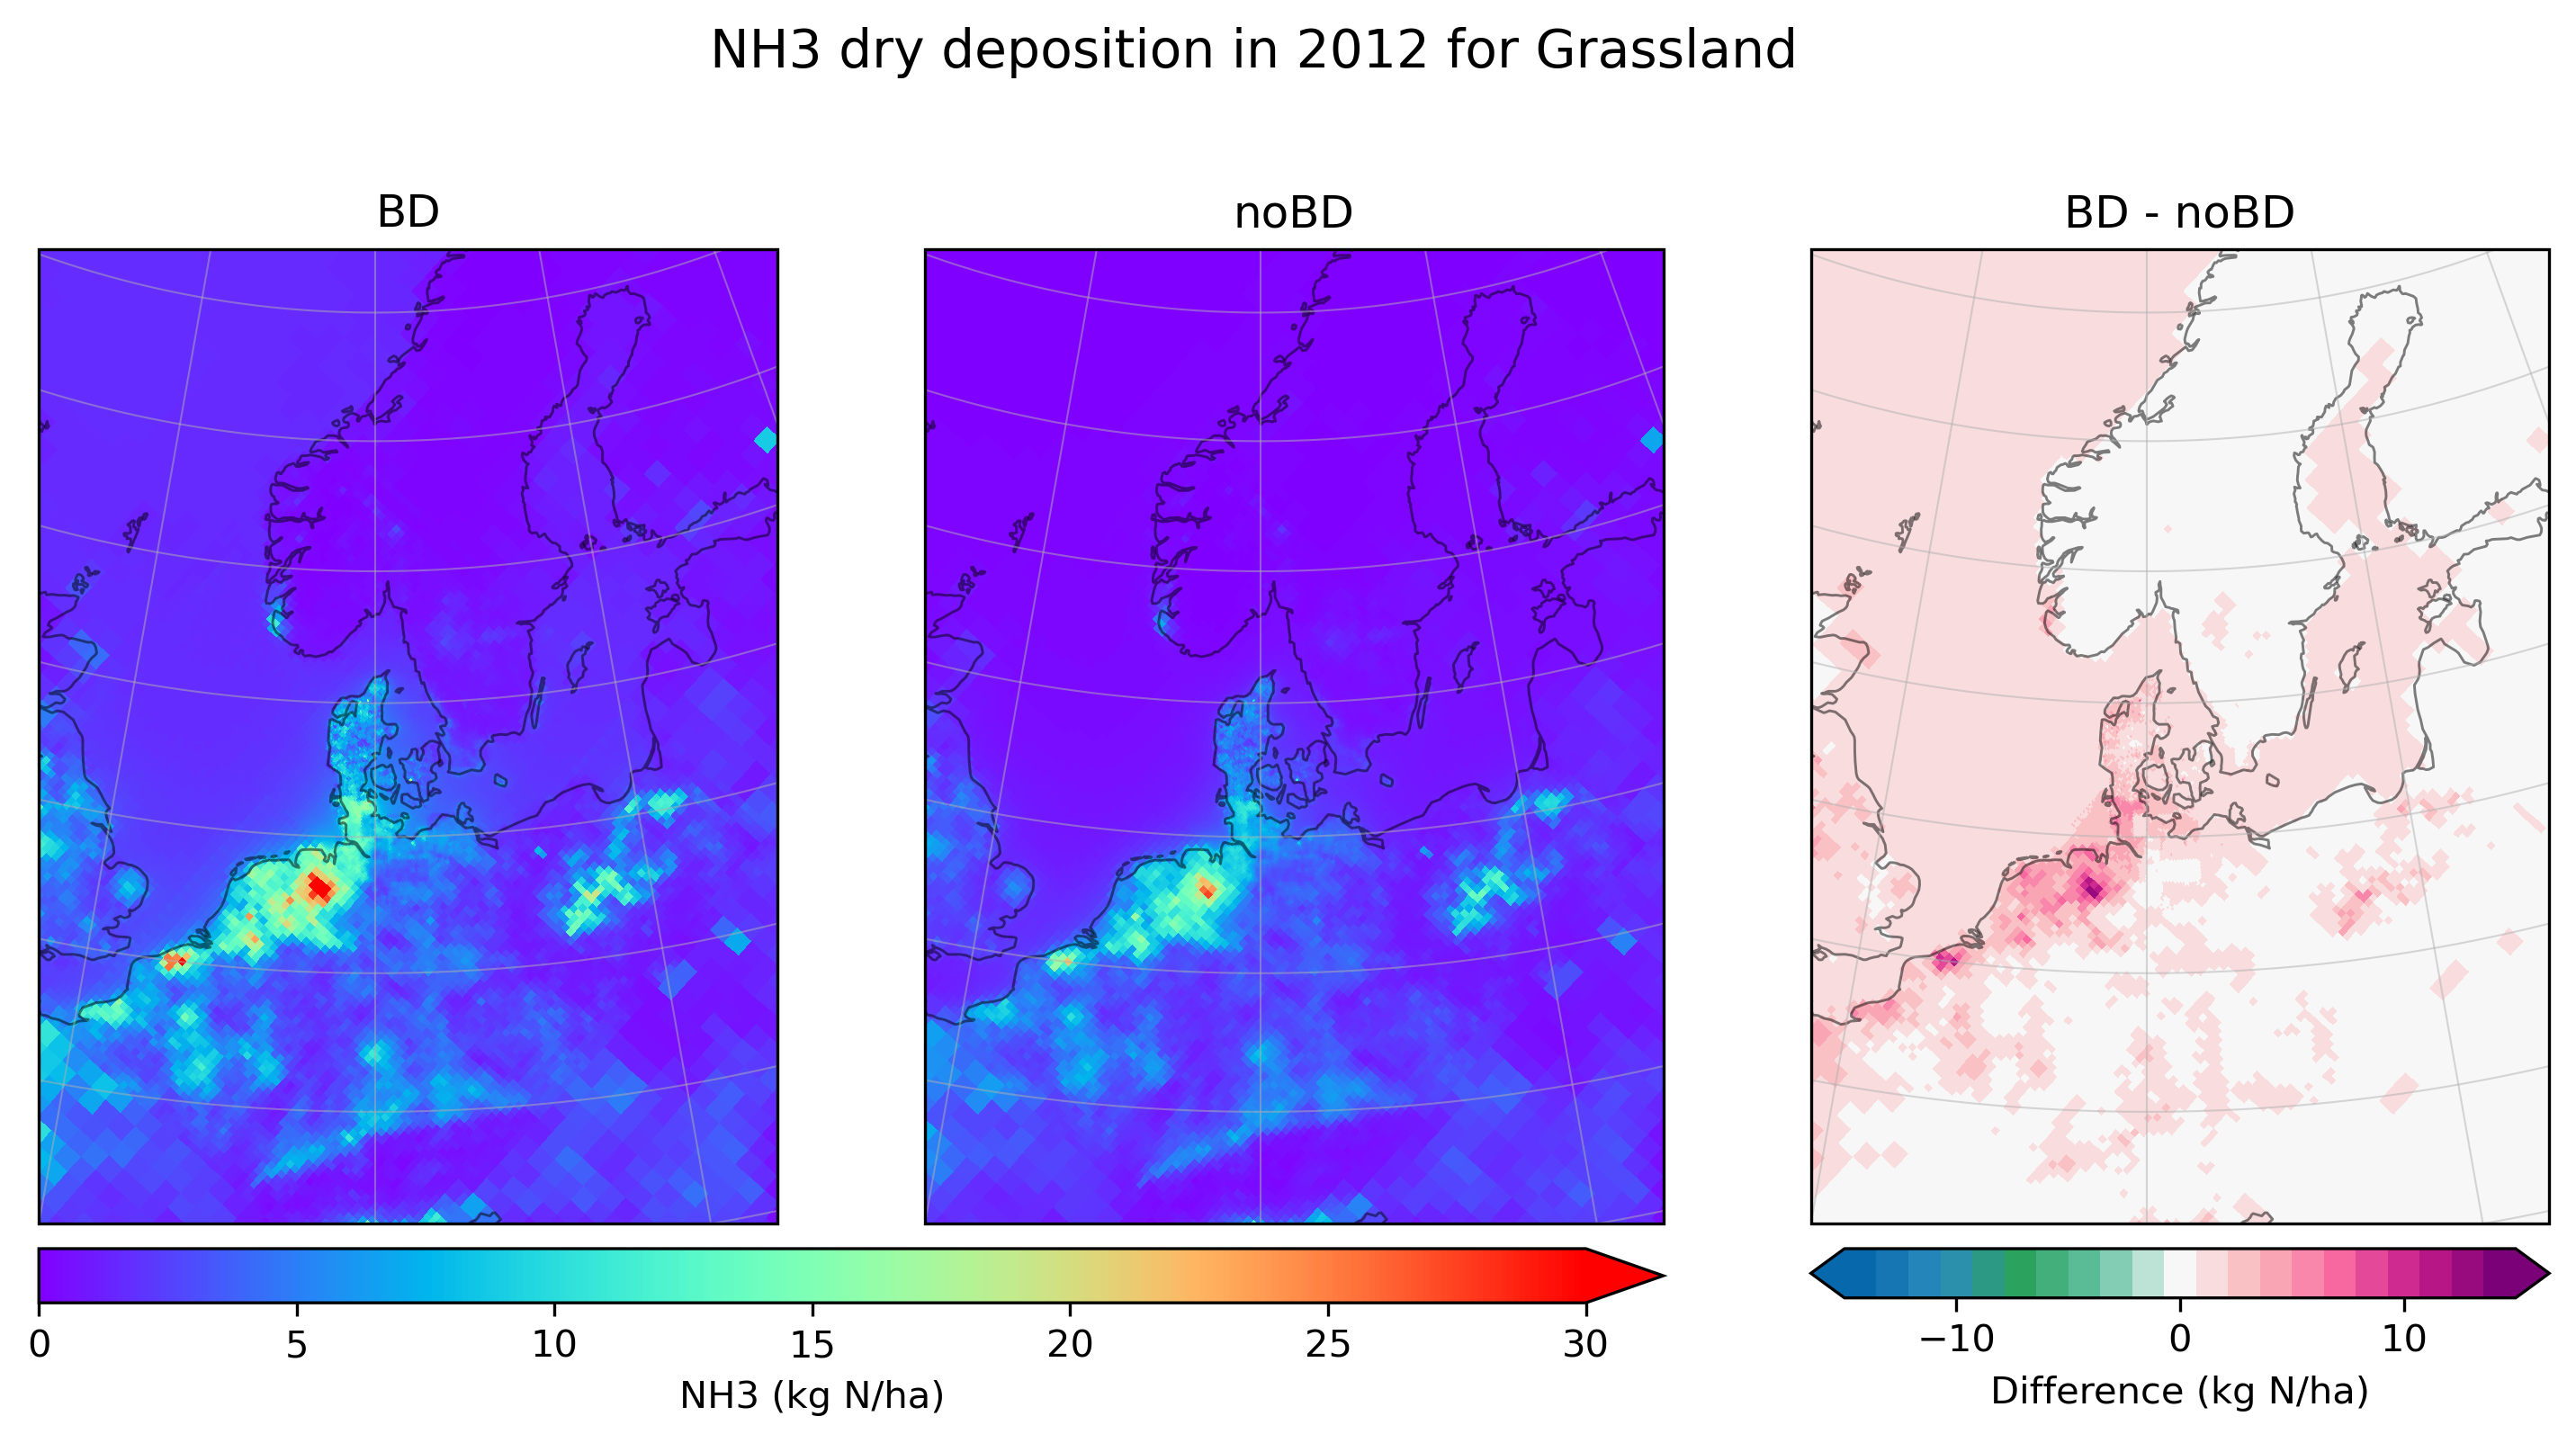 NH3 dry deposition in 2012 for Grassland
BD
noBD
BD - noBD
0 5 10 15 20 25 30
NH3 (kg N/ha)
−10 0 10
Difference (kg N/ha)